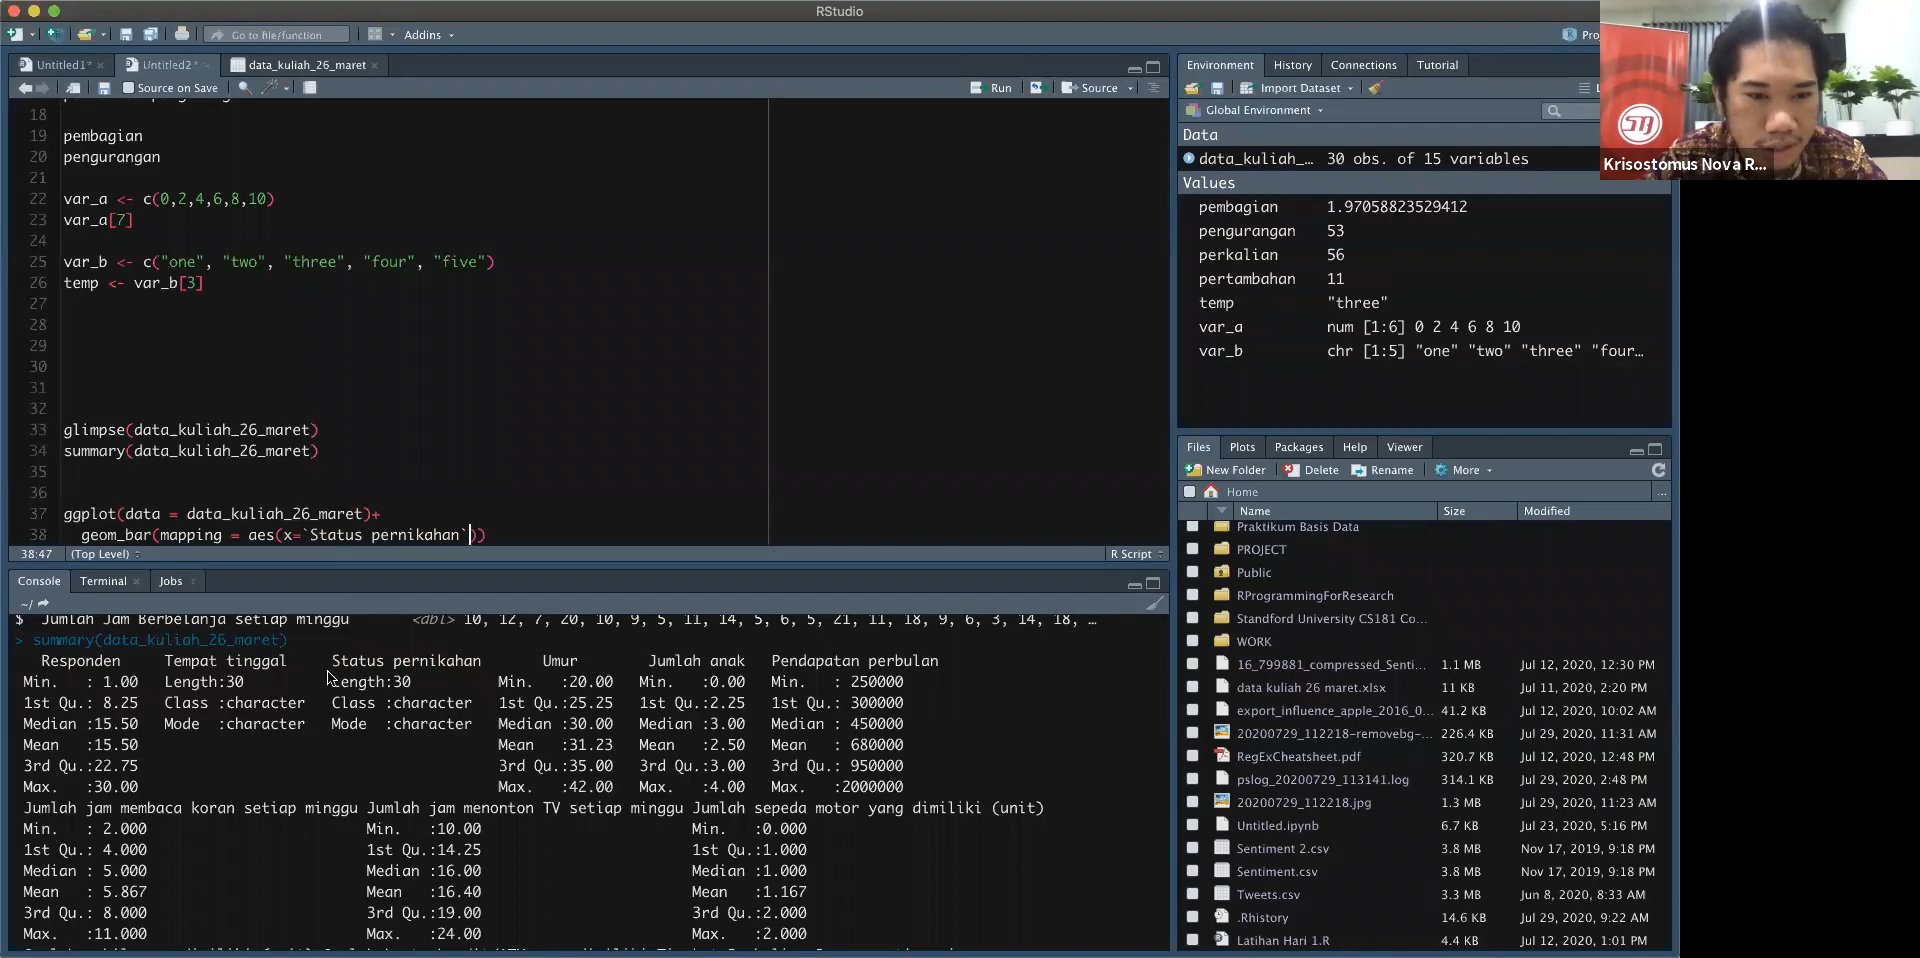 RStudio
Go to file/function
Addins
Untitled1*
Untitled2*
data_kuliah_26_maret
Source on Save
Run
Source
18
19 pembagian
20 pengurangan
21
22 var_a <- c(0,2,4,6,8,10)
23 var_a[7]
24
25 var_b <- c("one", "two", "three", "four", "five")
26 temp <- var_b[3]
27
28
29
30
31
32
33 glimpse(data_kuliah_26_maret)
34 summary(data_kuliah_26_maret)
35
36
37 ggplot(data = data_kuliah_26_maret)+
38 geom_bar(mapping = aes(x=`Status pernikahan`))
38:47 (Top Level) R Script
Console Terminal Jobs
~/
$ Jumlah Jam Berbelanja setiap minggu <dbl> 10, 12, 7, 20, 10, 9, 5, 11, 14, 5, 6, 5, 21, 11, 18, 9, 6, 3, 14, 18, …
> summary(data_kuliah_26_maret)
Responden Tempat tinggal Status pernikahan Umur Jumlah anak Pendapatan perbulan
Min. : 1.00 Length:30 Length:30 Min. :20.00 Min. :0.00 Min. : 250000
1st Qu.: 8.25 Class :character Class :character 1st Qu.:25.25 1st Qu.:2.25 1st Qu.: 300000
Median :15.50 Mode :character Mode :character Median :30.00 Median :3.00 Median : 450000
Mean :15.50 Mean :31.23 Mean :2.50 Mean : 680000
3rd Qu.:22.75 3rd Qu.:35.00 3rd Qu.:3.00 3rd Qu.: 950000
Max. :30.00 Max. :42.00 Max. :4.00 Max. :2000000
Jumlah jam membaca koran setiap minggu Jumlah jam menonton TV setiap minggu Jumlah sepeda motor yang dimiliki (unit)
Min. : 2.000 Min. :10.00 Min. :0.000
1st Qu.: 4.000 1st Qu.:14.25 1st Qu.:1.000
Median : 5.000 Median :16.00 Median :1.000
Mean : 5.867 Mean :16.40 Mean :1.167
3rd Qu.: 8.000 3rd Qu.:19.00 3rd Qu.:2.000
Max. :11.000 Max. :24.00 Max. :2.000
Environment History Connections Tutorial
Import Dataset
Global Environment
Data
data_kuliah_… 30 obs. of 15 variables
Values
pembagian 1.97058823529412
pengurangan 53
perkalian 56
pertambahan 11
temp "three"
var_a num [1:6] 0 2 4 6 8 10
var_b chr [1:5] "one" "two" "three" "four…
Files Plots Packages Help Viewer
New Folder Delete Rename More
Home ...
Name Size Modified
Praktikum Basis Data
PROJECT
Public
RProgrammingForResearch
Standford University CS181 Co...
WORK
16_799881_compressed_Senti... 1.1 MB Jul 12, 2020, 12:30 PM
data kuliah 26 maret.xlsx 11 KB Jul 11, 2020, 2:20 PM
export_influence_apple_2016_0... 41.2 KB Jul 12, 2020, 10:02 AM
20200729_112218-removebg-... 226.4 KB Jul 29, 2020, 11:31 AM
RegExCheatsheet.pdf 320.7 KB Jul 12, 2020, 12:48 PM
pslog_20200729_113141.log 314.1 KB Jul 29, 2020, 2:48 PM
20200729_112218.jpg 1.3 MB Jul 29, 2020, 11:23 AM
Untitled.ipynb 6.7 KB Jul 23, 2020, 5:16 PM
Sentiment 2.csv 3.8 MB Nov 17, 2019, 9:18 PM
Sentiment.csv 3.8 MB Nov 17, 2019, 9:18 PM
Tweets.csv 3.3 MB Jun 8, 2020, 8:33 AM
.Rhistory 14.6 KB Jul 29, 2020, 9:22 AM
Latihan Hari 1.R 4.4 KB Jul 12, 2020, 1:01 PM
Krisostomus Nova R...